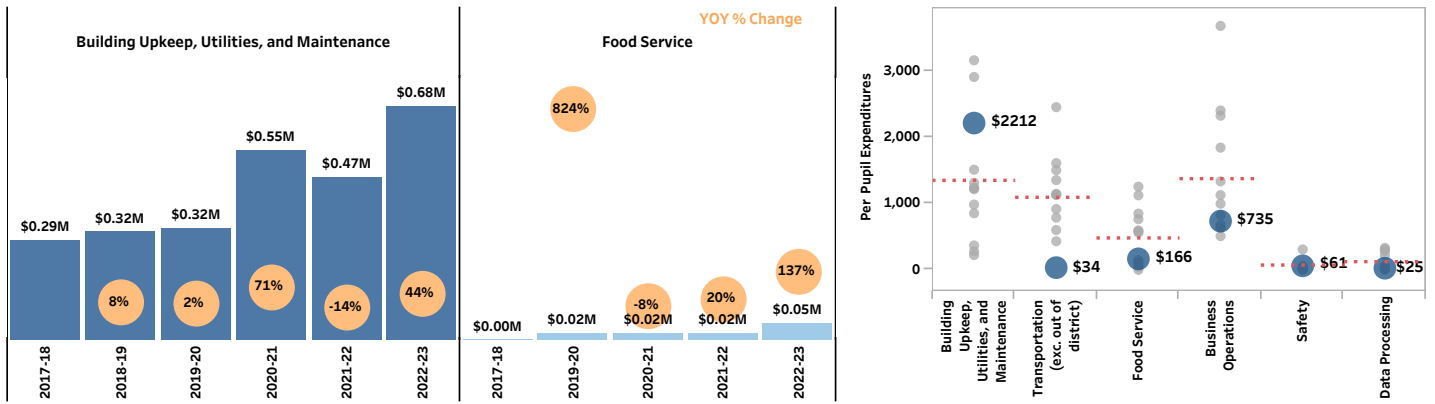 YOY % Change
Building Upkeep, Utilities, and Maintenance
Food Service
$0.29M
$0.32M
$0.32M
$0.55M
$0.47M
$0.68M
8%
2%
71%
-14%
44%
2017-18
2018-19
2019-20
2020-21
2021-22
2022-23
824%
-8%
20%
137%
$0.00M
$0.02M
$0.02M
$0.02M
$0.05M
2017-18
2019-20
2020-21
2021-22
2022-23
Per Pupil Expenditures
3,000
2,000
1,000
0
$2212
$34
$166
$735
$61
$25
Building
Upkeep,
Utilities, and
Maintenance
Transportation
(exc. out of
district)
Food Service
Business
Operations
Safety
Data Processing